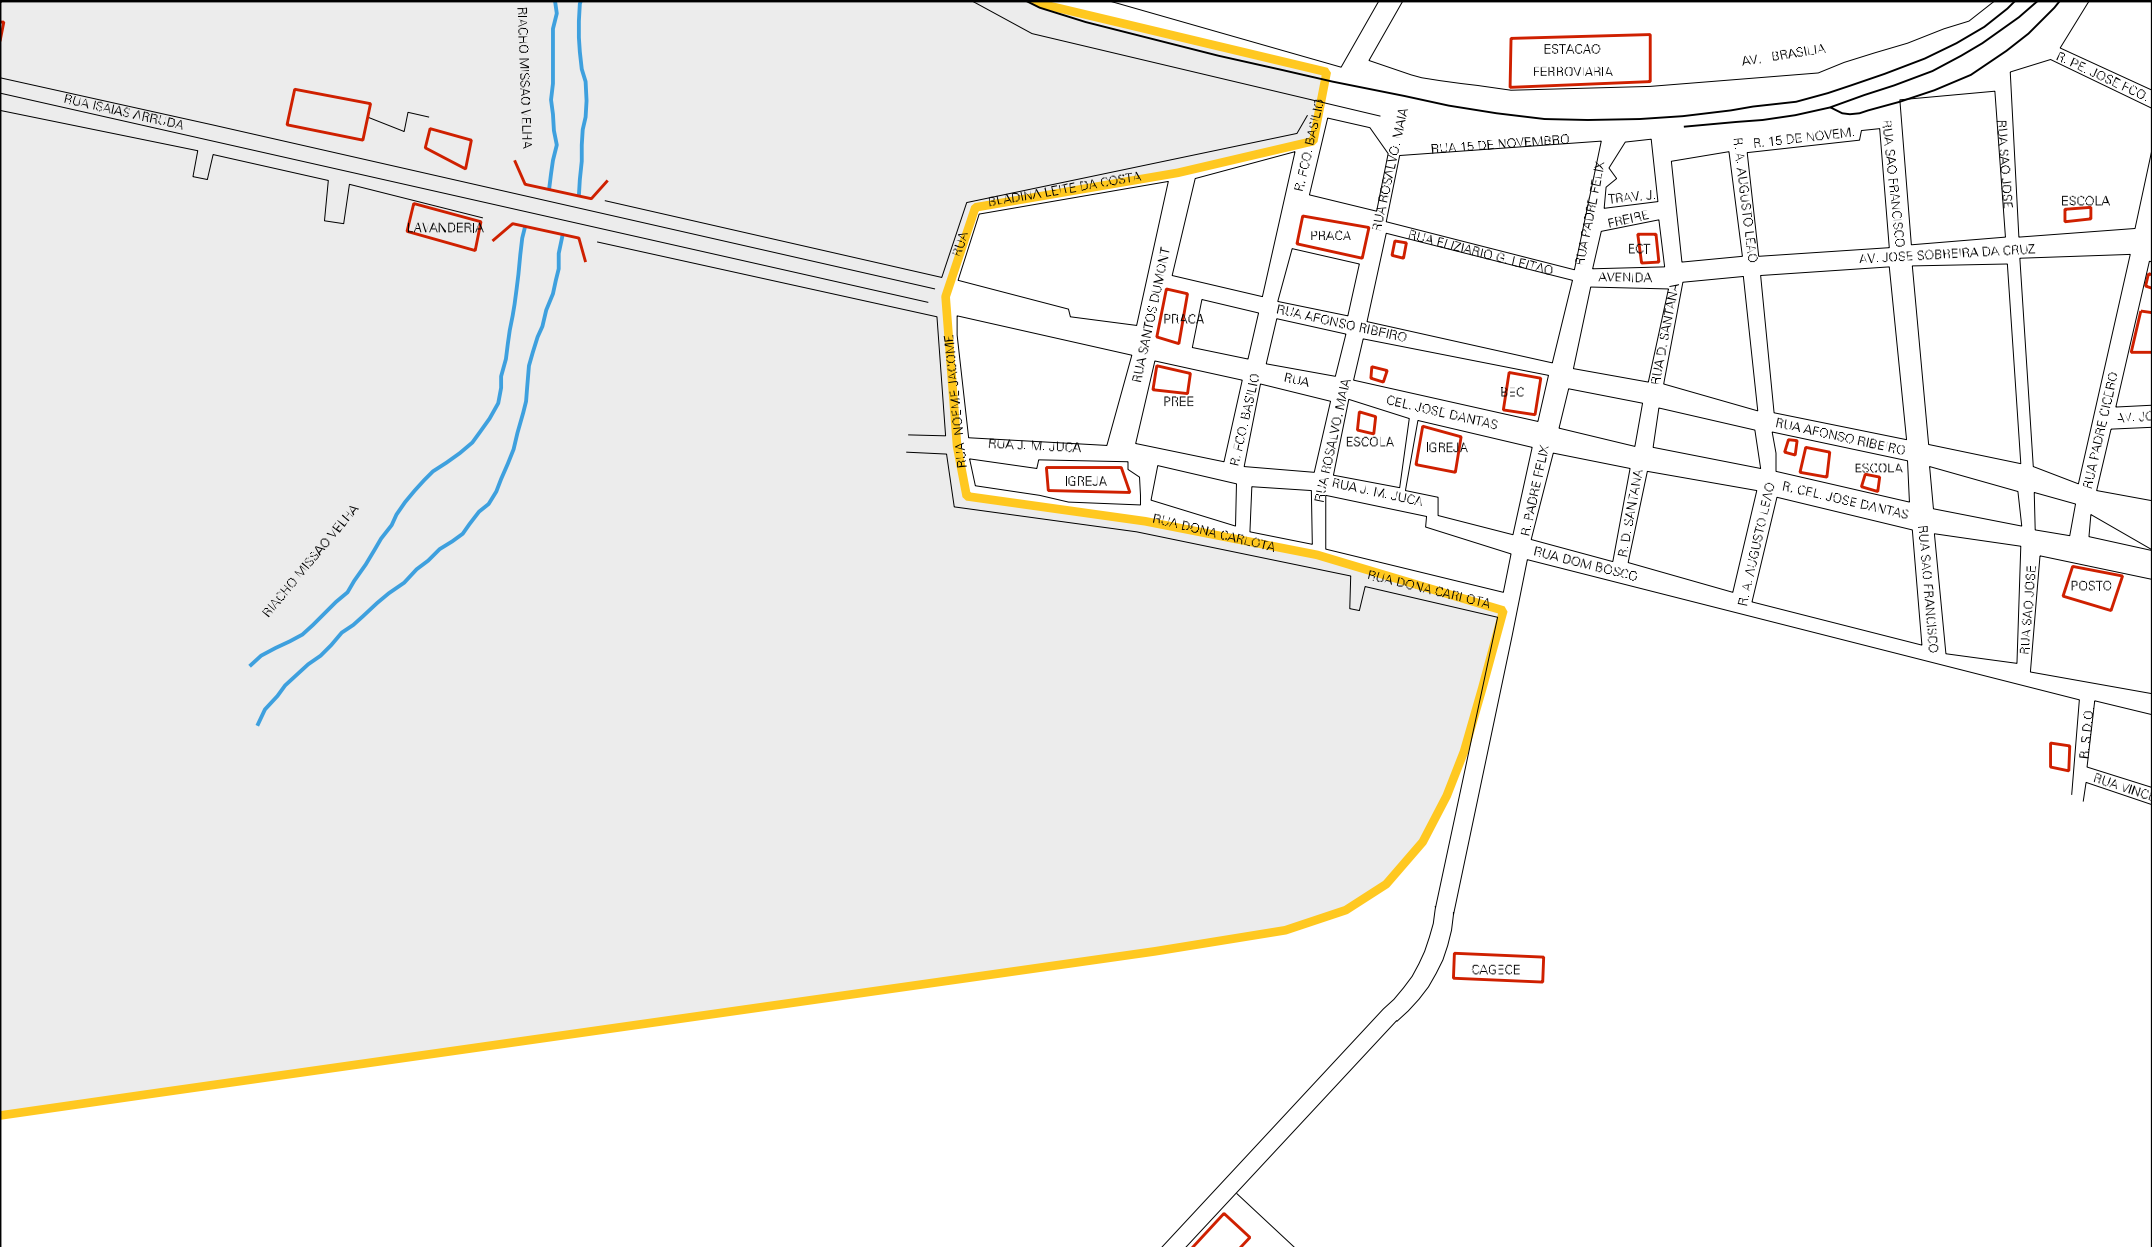 RIACHO MISSAO VELHA
RUA ISAIAS ARRUDA
LAVANDERIA
RIACHO MISSAO VELHA
ESTACAO
FERROVIARIA
AV. BRASILIA
R. PE. JOSE FCO.
R. FCO. BASILIO
RUA ROSALVO. MAIA
RUA 15 DE NOVEMBRO
R. 15 DE NOVEM.
R. A. AUGUSTO LEAO
RUA SAO FRANCISCO
RUA SAO JOSE
RUA PADRE FELIX
TRAV. J.
FREIRE
ECT
AVENIDA
AV. JOSE SOBREIRA DA CRUZ
ESCOLA
RUA
BLADINA LEITE DA COSTA
PRACA
RUA ELIZIARIO G. LEITAO
RUA SANTOS DUMONT
PRACA
RUA AFONSO RIBEIRO
RUA D. SANTANA
RUA NOEME JACOME
PREE
RUA
CEL. JOSE DANTAS
BEC
R. FCO. BASILIO
RUA ROSALVO. MAIA
ESCOLA
IGREJA
RUA J. M. JUCA
IGREJA
RUA J. M. JUCA
R. PADRE FELIX
R. D. SANTANA
RUA AFONSO RIBEIRO
ESCOLA
R. CEL. JOSE DANTAS
RUA PADRE CICERO
AV. JO
RUA DONA CARLOTA
RUA DONA CARLOTA
RUA DOM BOSCO
R. A. AUGUSTO LEAO
RUA SAO FRANCISCO
RUA SAO JOSE
POSTO
R. S.D.O
RUA VINC
CAGECE